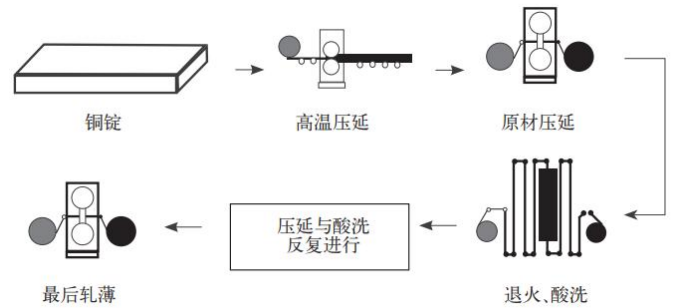 铜锭
高温压延
原材压延
退火、酸洗
压延与酸洗
反复进行
最后轧薄